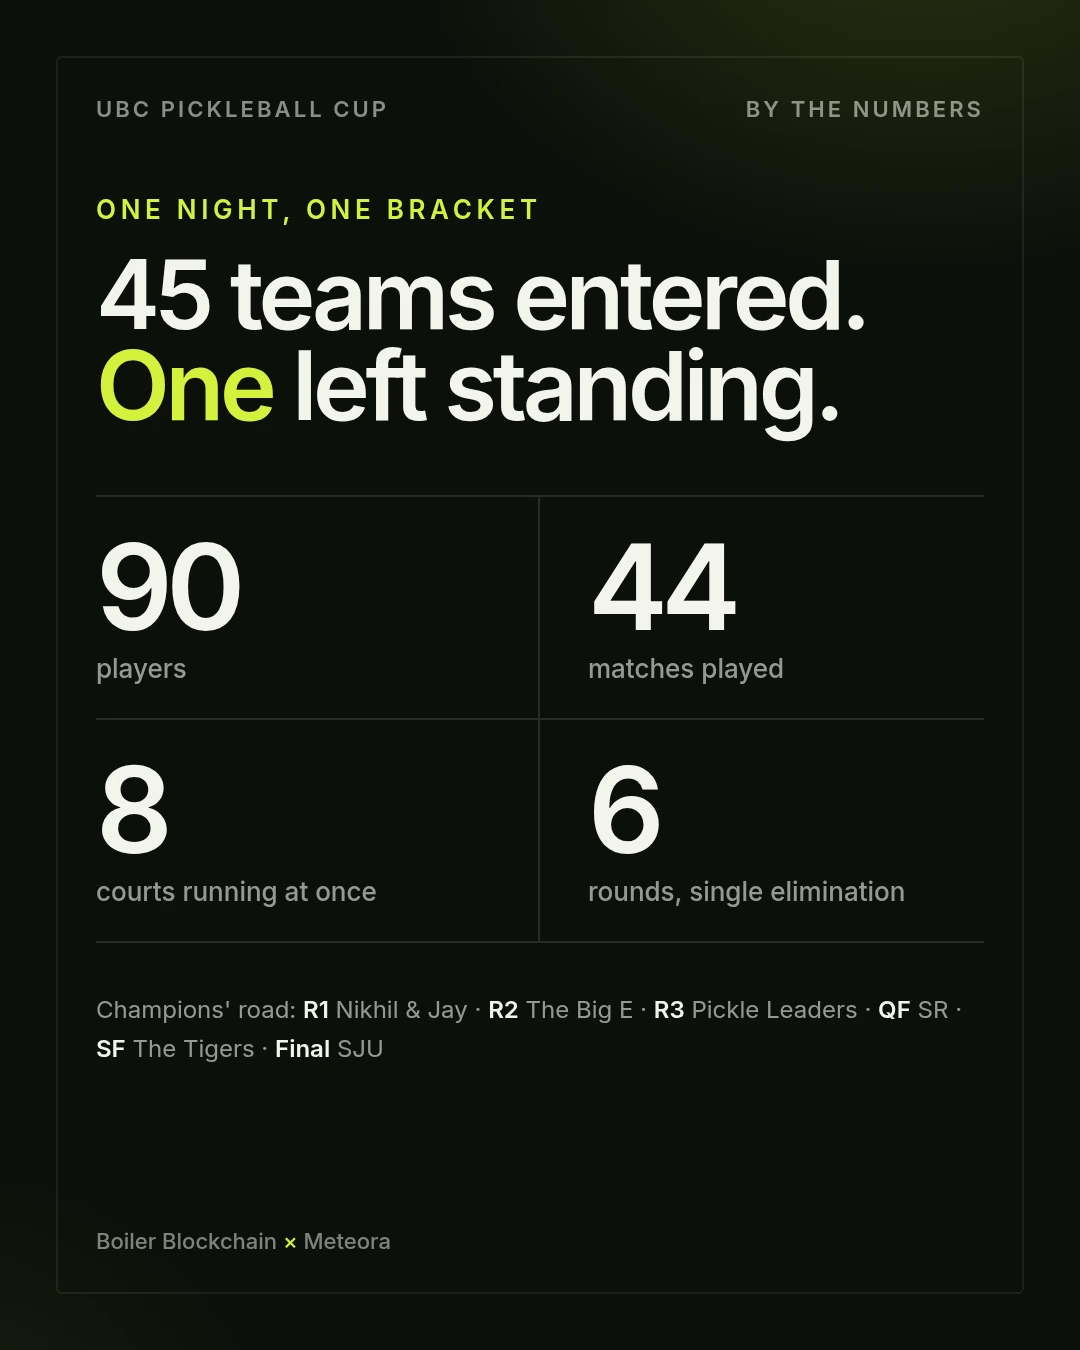 UBC PICKLEBALL CUP
BY THE NUMBERS
ONE NIGHT, ONE BRACKET
45 teams entered.
One left standing.
90
players
44
matches played
8
courts running at once
6
rounds, single elimination
Champions' road: R1 Nikhil & Jay · R2 The Big E · R3 Pickle Leaders · QF SR ·
SF The Tigers · Final SJU
Boiler Blockchain × Meteora